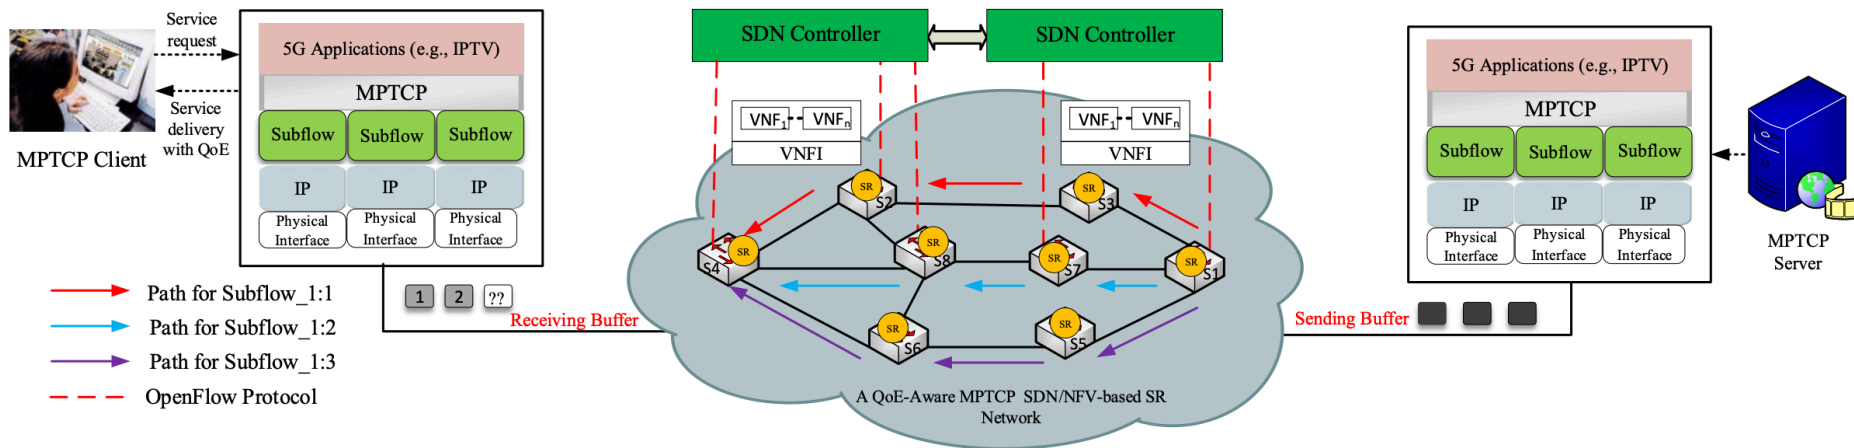 Service
request
Service
delivery
with QoE
MPTCP Client
5G Applications (e.g., IPTV)
MPTCP
Subflow
Subflow
Subflow
IP
IP
IP
Physical
Interface
Physical
Interface
Physical
Interface
Path for Subflow_1:1
Path for Subflow_1:2
Path for Subflow_1:3
OpenFlow Protocol
1
2
??
Receiving Buffer
SDN Controller
SDN Controller
VNF1
VNFn
VNFI
VNF1
VNFn
VNFI
SR
S2
SR
S3
SR
S4
SR
S8
SR
S7
SR
S1
SR
S6
SR
S5
A QoE-Aware MPTCP SDN/NFV-based SR
Network
Sending Buffer
5G Applications (e.g., IPTV)
MPTCP
Subflow
Subflow
Subflow
IP
IP
IP
Physical
Interface
Physical
Interface
Physical
Interface
MPTCP
Server